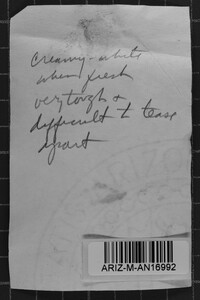 creamy-white
when fresh
very tough &
difficult to tease
apart
ARIZ-M-AN16992